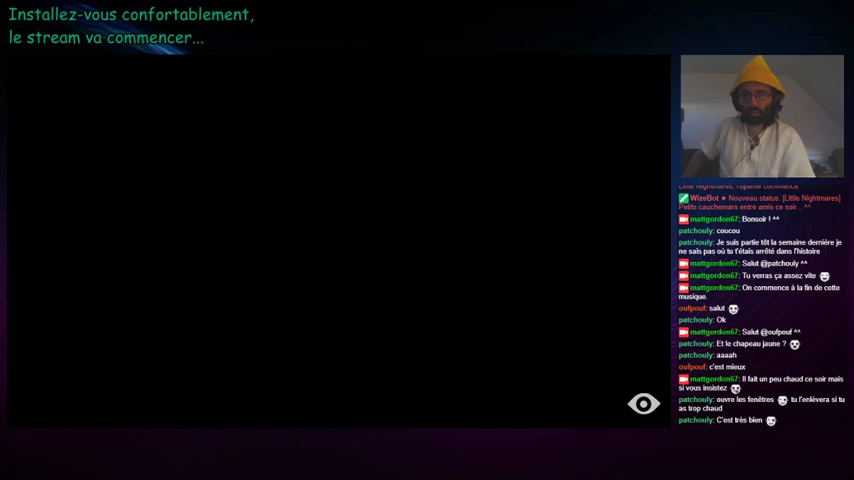 Installez-vous confortablement,
le stream va commencer...
Little Nightmares, l'optime commence.
WizeBot ★ Nouveau status: [Little Nightmares]
Petits cauchemars entre amis ce soir... ^^
mattgordon67: Bonsoir ! ^^
patchouly: coucou
patchouly: Je suis partie tôt la semaine dernière je
ne sais pas où tu t'étais arrêté dans l'histoire
mattgordon67: Salut @patchouly ^^
mattgordon67: Tu verras ça assez vite
mattgordon67: On commence à la fin de cette
musique.
oufpouf: salut
patchouly: Ok
mattgordon67: Salut @oufpouf ^^
patchouly: Et le chapeau jaune ?
patchouly: aaaah
oufpouf: c'est mieux
mattgordon67: Il fait un peu chaud ce soir mais
si vous insistez
patchouly: ouvre les fenêtres tu l'enlèvera si tu
as trop chaud
patchouly: C'est très bien